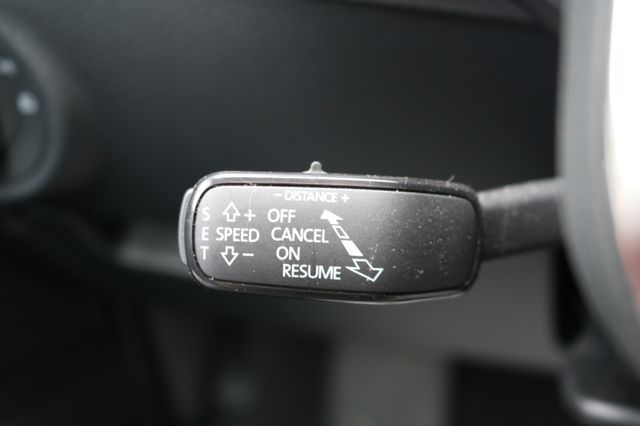 - DISTANCE +
S + OFF
E SPEED CANCEL
T - ON
RESUME